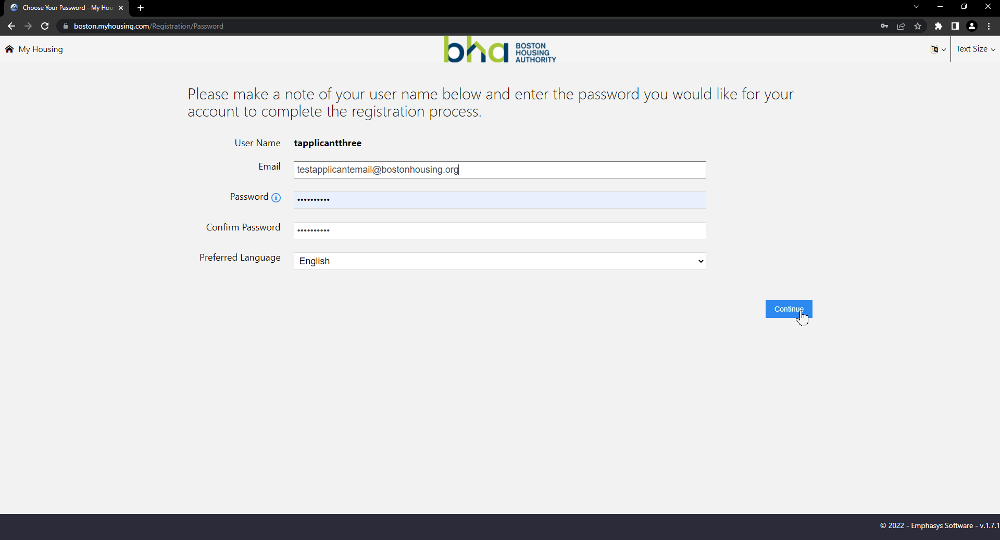 Choose Your Password - My Hou
boston.myhousing.com/Registration/Password
My Housing
bha BOSTON
HOUSING
AUTHORITY
Text Size
Please make a note of your user name below and enter the password you would like for your
account to complete the registration process.
User Name tapplicantthree
Email testapplicantemail@bostonhousing.org
Password ••••••••••
Confirm Password ••••••••••
Preferred Language English
Continue
© 2022 - Emphasys Software - v.1.7.1